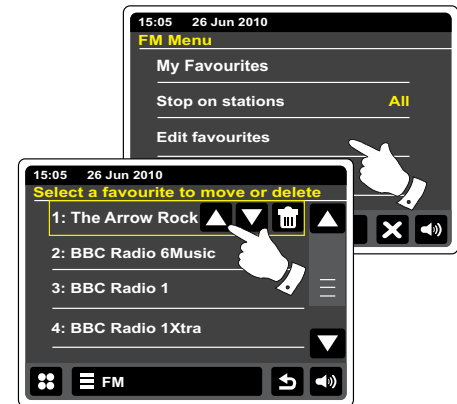 15:05 26 Jun 2010
FM Menu
My Favourites
Stop on stations All
Edit favourites
15:05 26 Jun 2010
Select a favourite to move or delete
1: The Arrow Rock
2: BBC Radio 6Music
3: BBC Radio 1
4: BBC Radio 1Xtra
FM